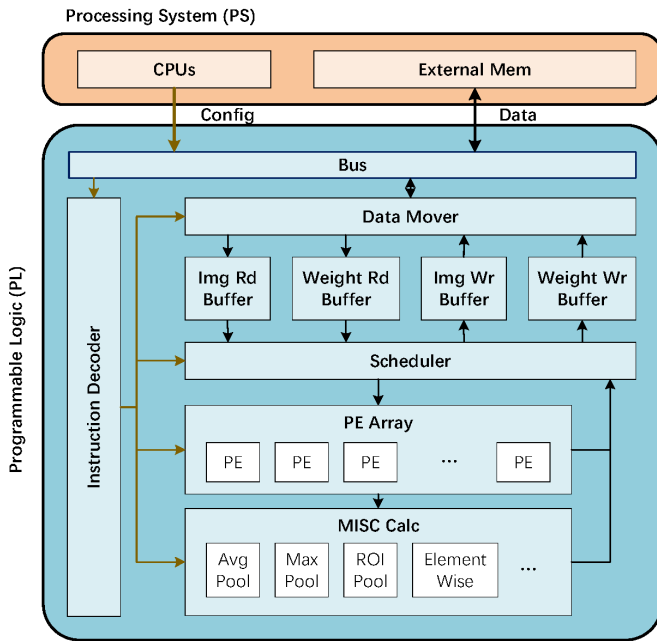 Processing System (PS)
CPUs
External Mem
Config
Data
Bus
Programmable Logic (PL)
Instruction Decoder
Data Mover
Img Rd
Buffer
Weight Rd
Buffer
Img Wr
Buffer
Weight Wr
Buffer
Scheduler
PE Array
PE
PE
PE
...
PE
MISC Calc
Avg
Pool
Max
Pool
ROI
Pool
Element
Wise
...